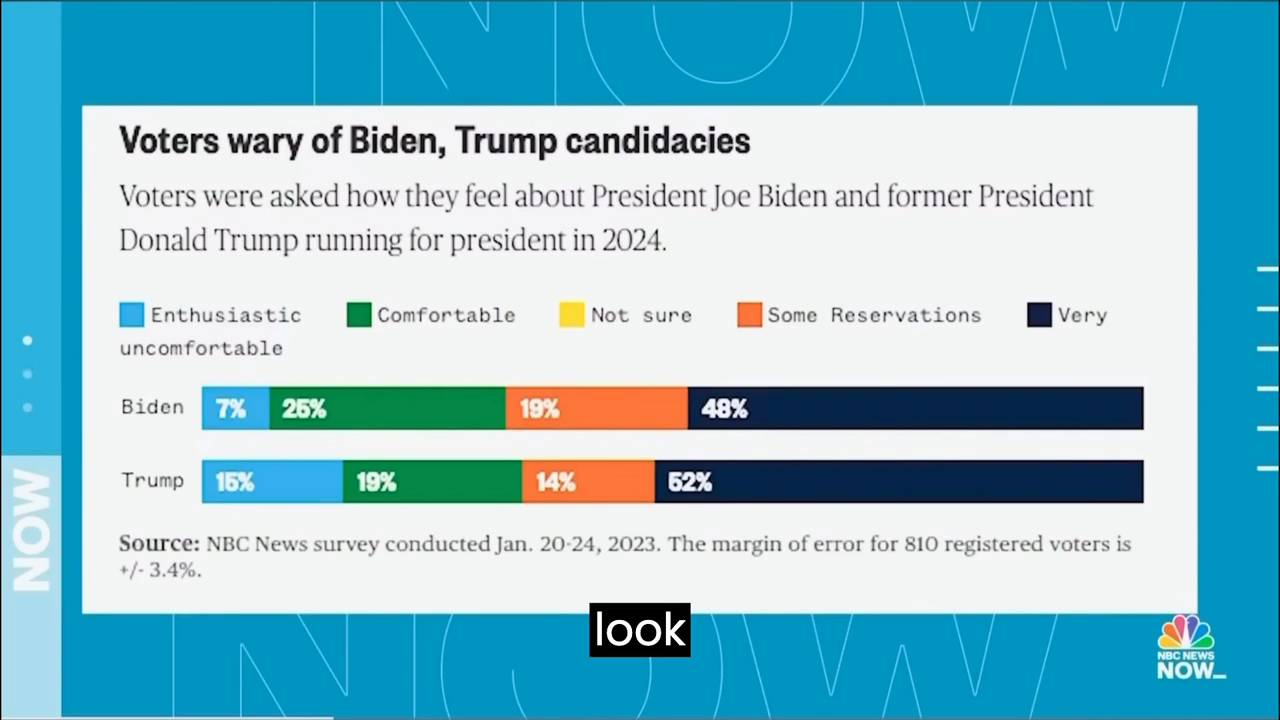 NOW
NOW
Voters wary of Biden, Trump candidacies
Voters were asked how they feel about President Joe Biden and former President
Donald Trump running for president in 2024.
Enthusiastic Comfortable Not sure Some Reservations Very
uncomfortable
Biden 7% 25% 19% 48%
Trump 15% 19% 14% 52%
Source: NBC News survey conducted Jan. 20-24, 2023. The margin of error for 810 registered voters is
+/- 3.4%.
look
NOW
NBC NEWS
NOW_